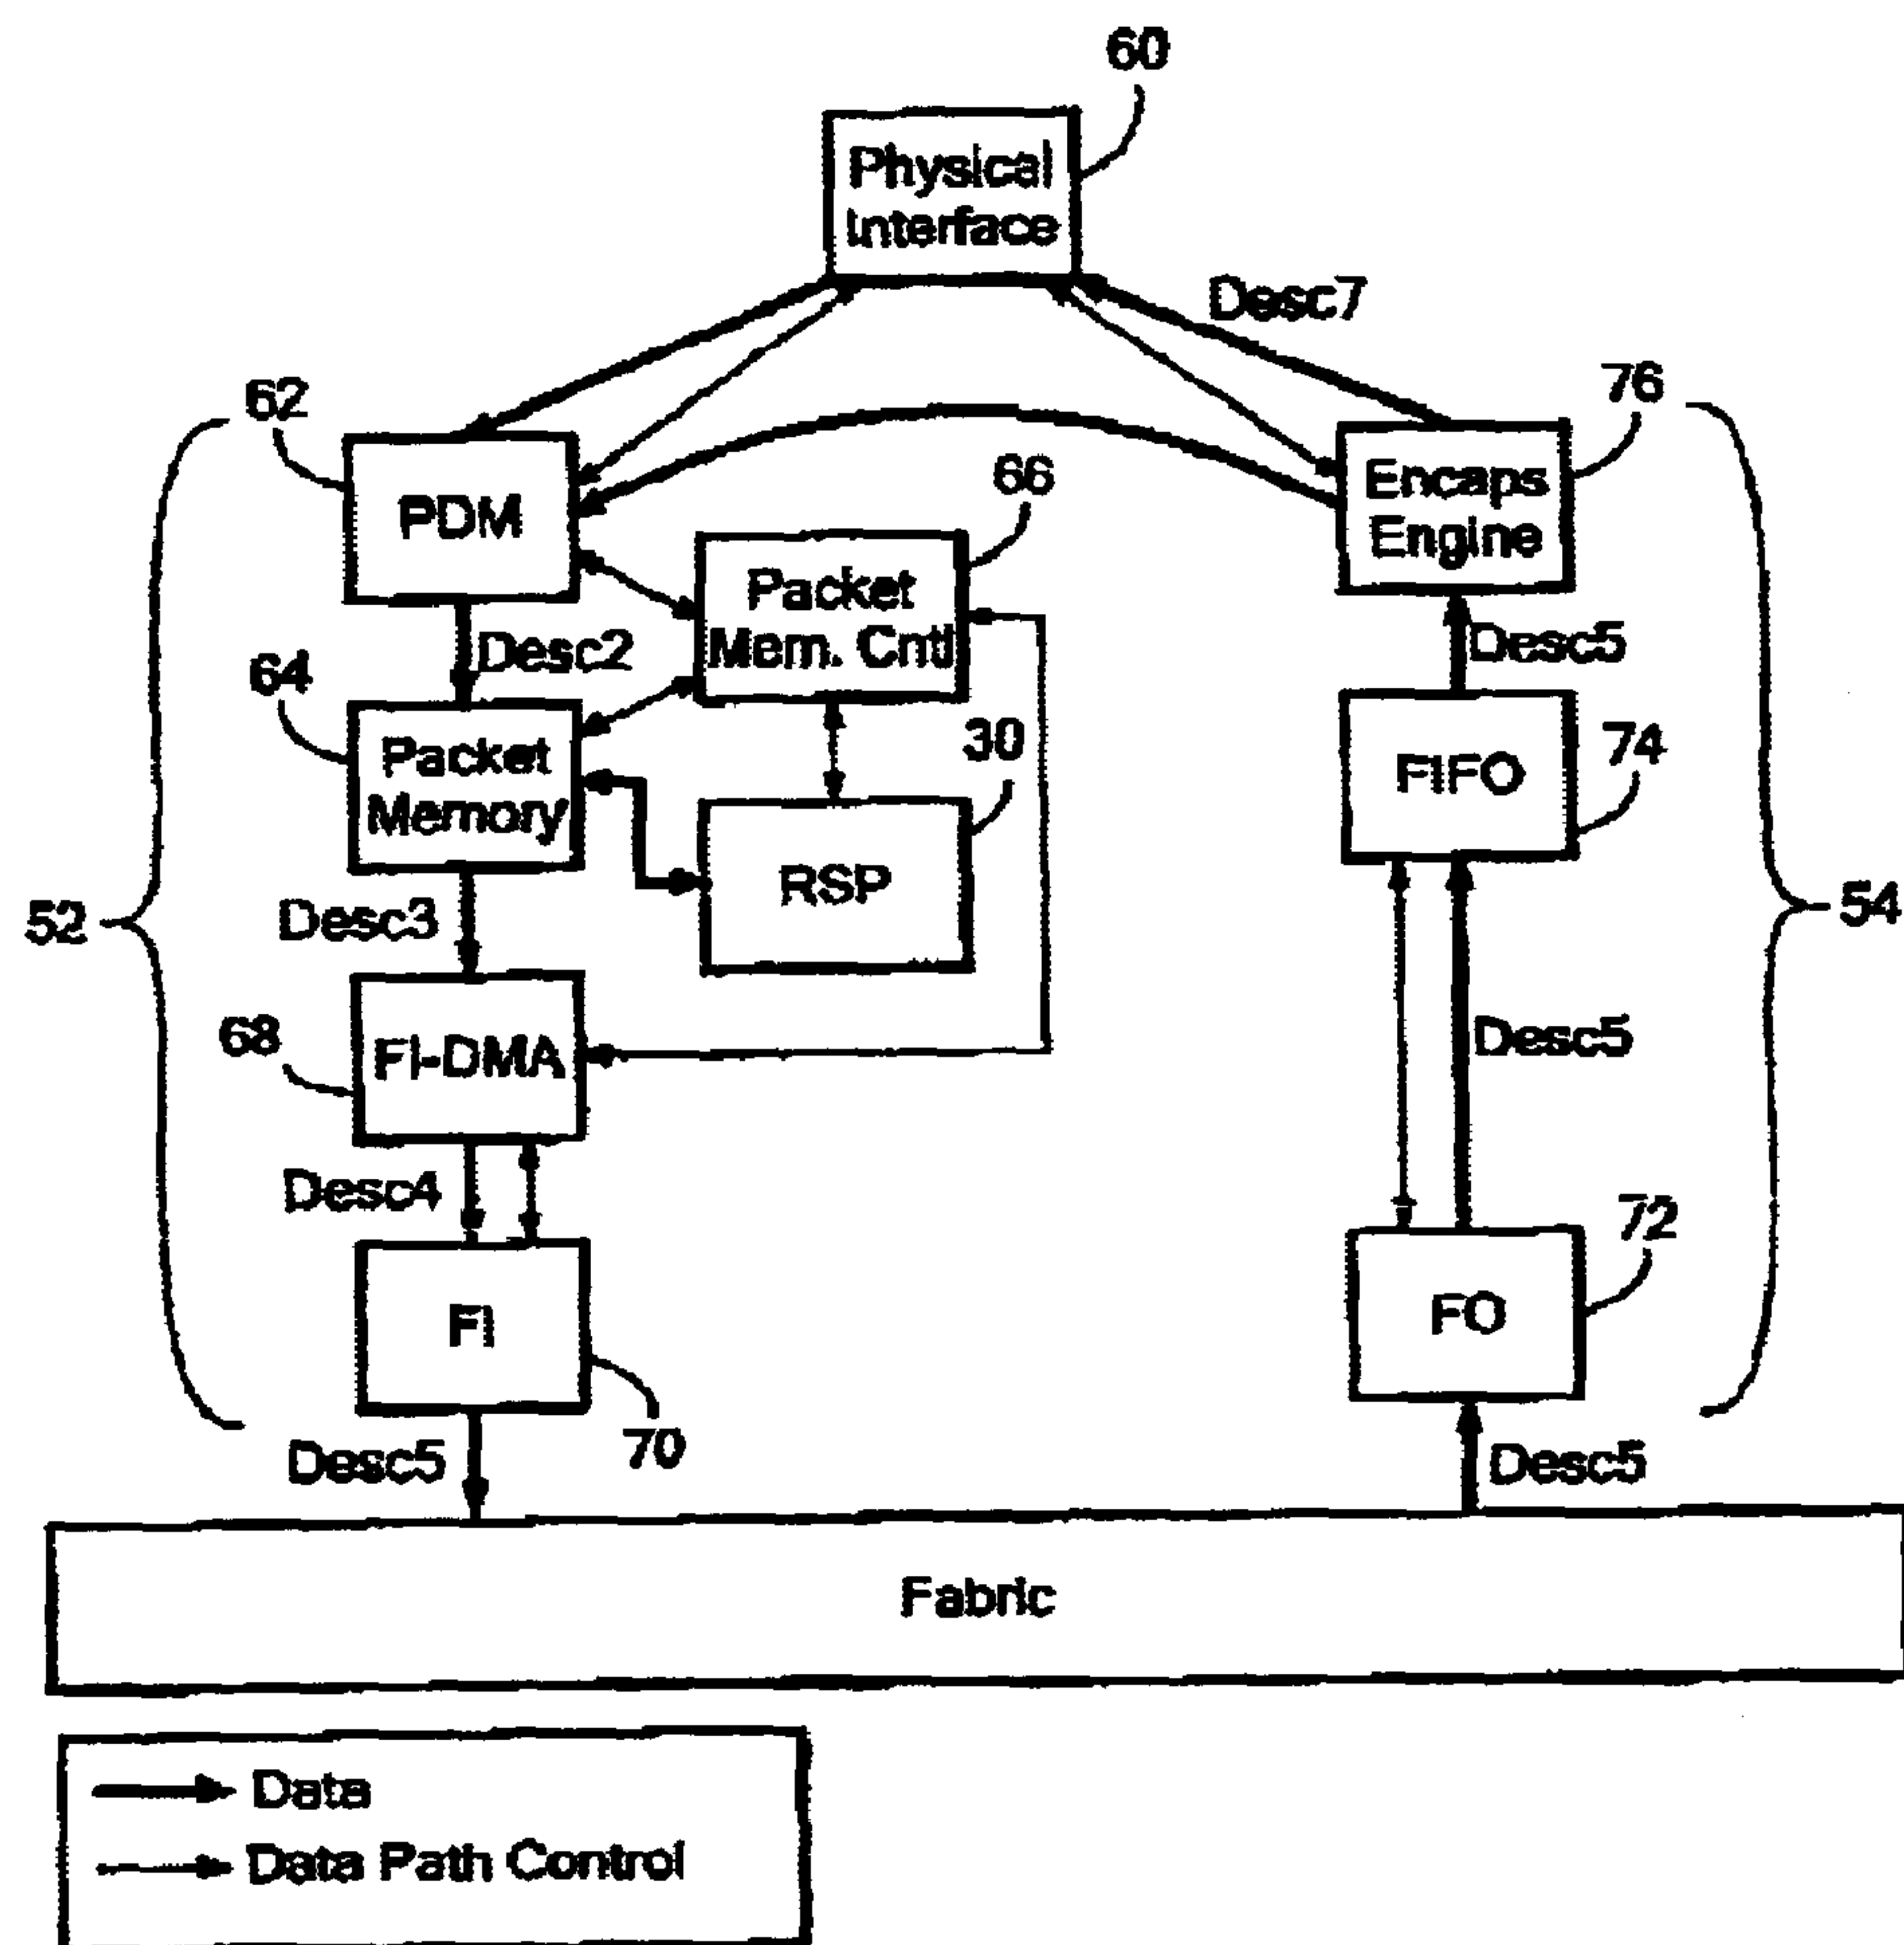 60
Physical
Interface
Desc7
62
76
PDM
66
Encaps
Engine
Packet
Mem. Cntl
Desc2
Desc5
64
Packet
Memory
30
FIFO
74
RSP
52
Desc3
54
68
FI-DMA
Desc5
Desc4
72
FI
FO
70
Desc5
Desc5
Fabric
Data
Data Path Control